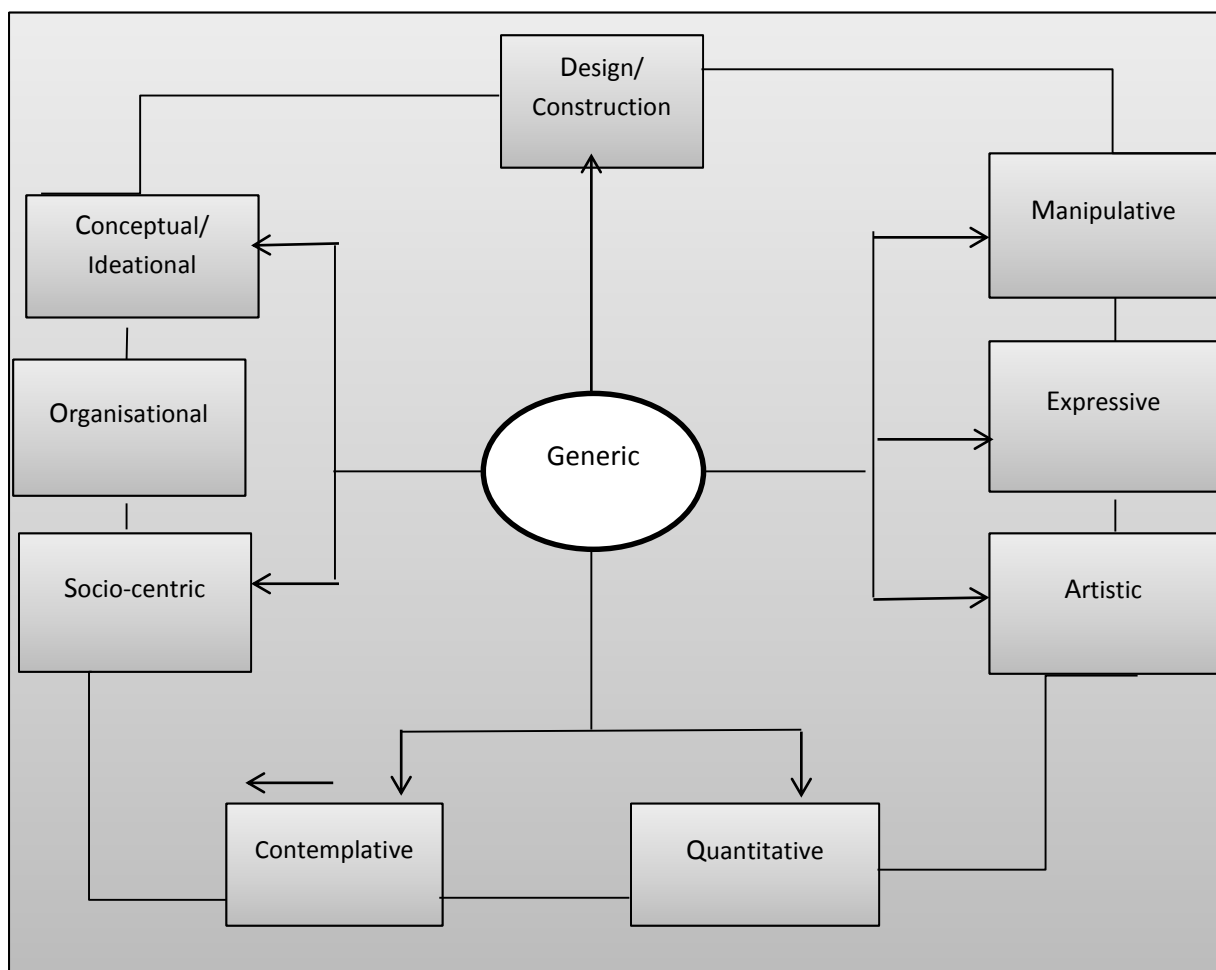 Design/
Construction
Manipulative
Conceptual/
Ideational
Expressive
Organisational
Generic
Socio-centric
Artistic
Contemplative
Quantitative